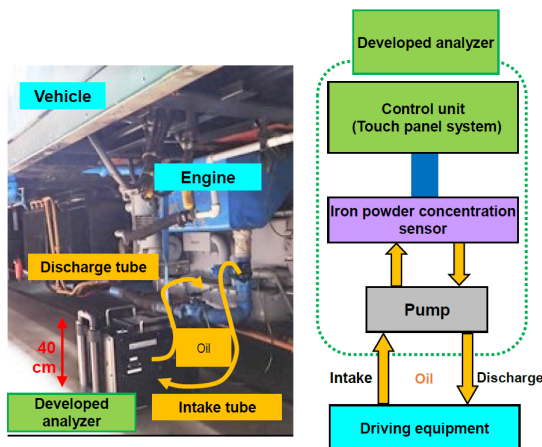 Vehicle
Engine
Discharge tube
Oil
40
cm
Developed
analyzer
Intake tube
Developed analyzer
Control unit
(Touch panel system)
Iron powder concentration
sensor
Pump
Intake
Oil
Discharge
Driving equipment